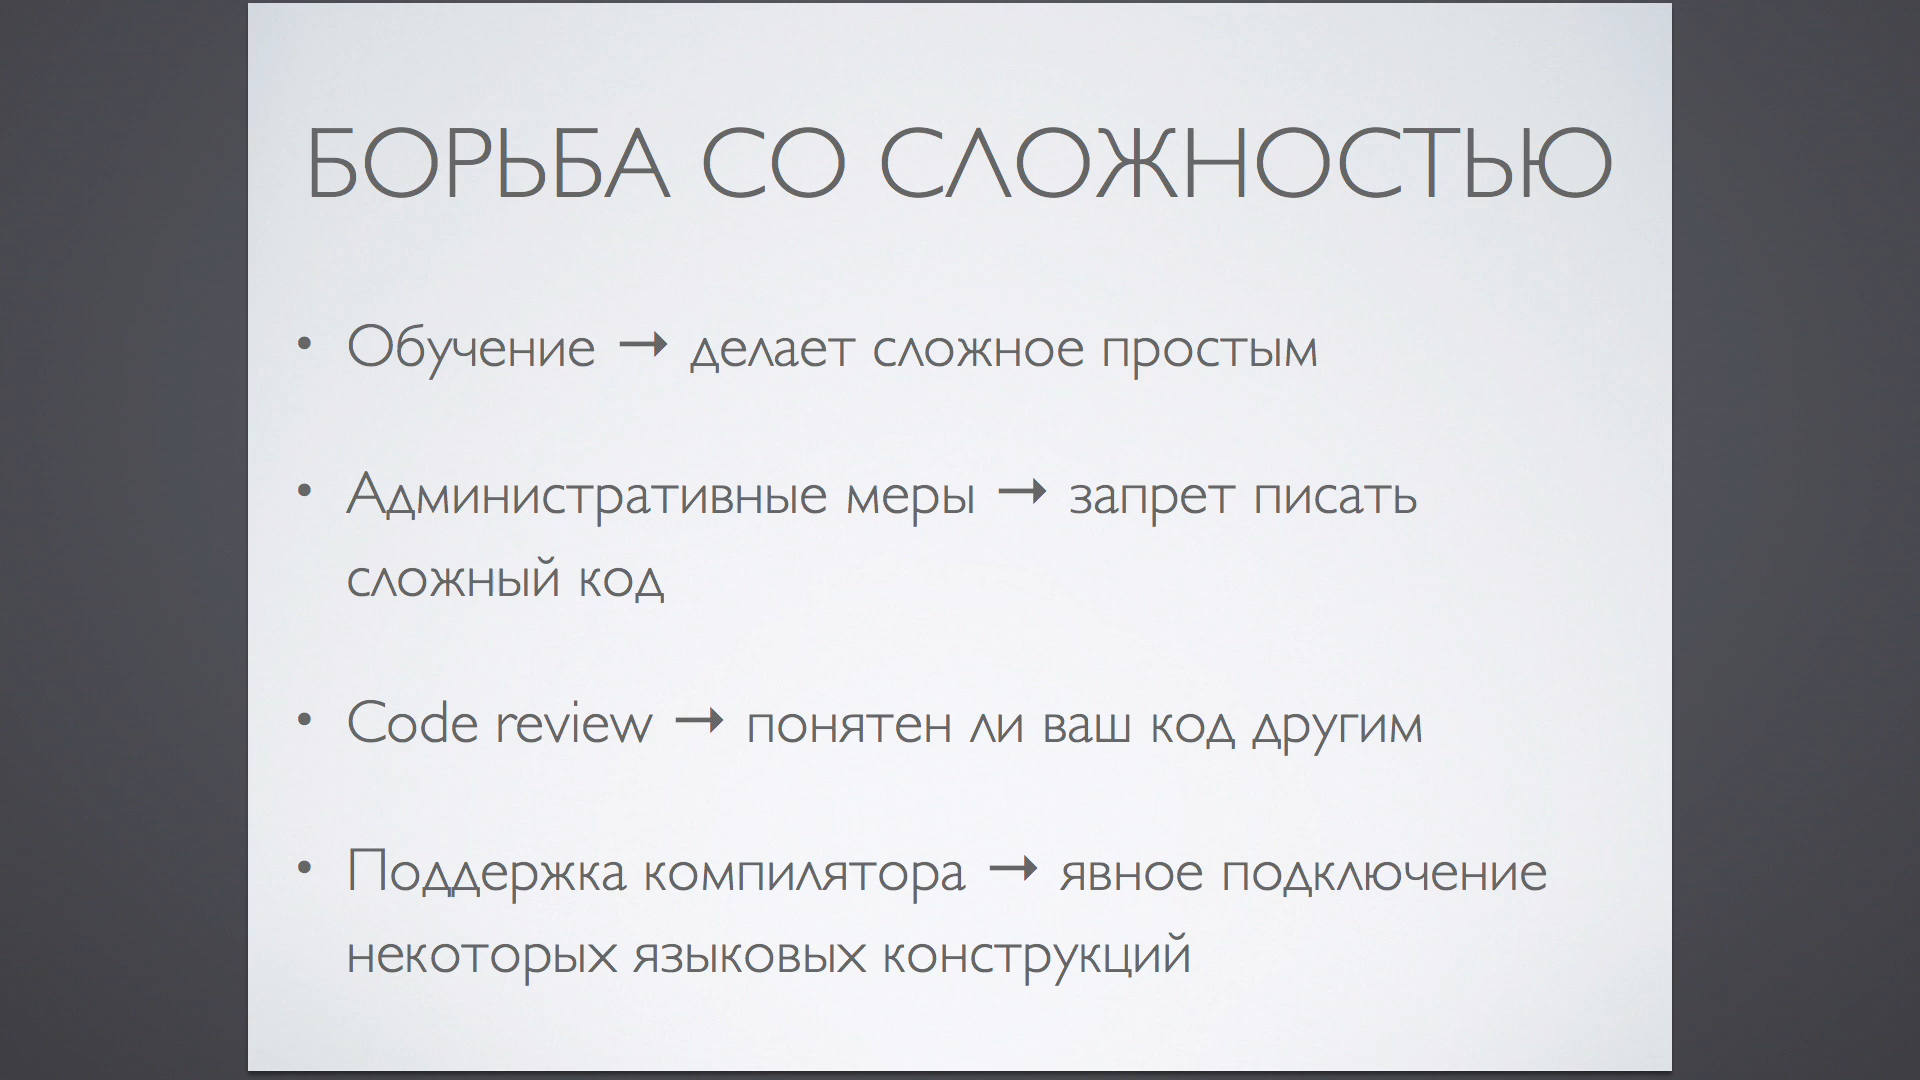 БОРЬБА СО СЛОЖНОСТЬЮ
• Обучение → делает сложное простым
• Административные меры → запрет писать
сложный код
• Code review → понятен ли ваш код другим
• Поддержка компилятора → явное подключение
некоторых языковых конструкций